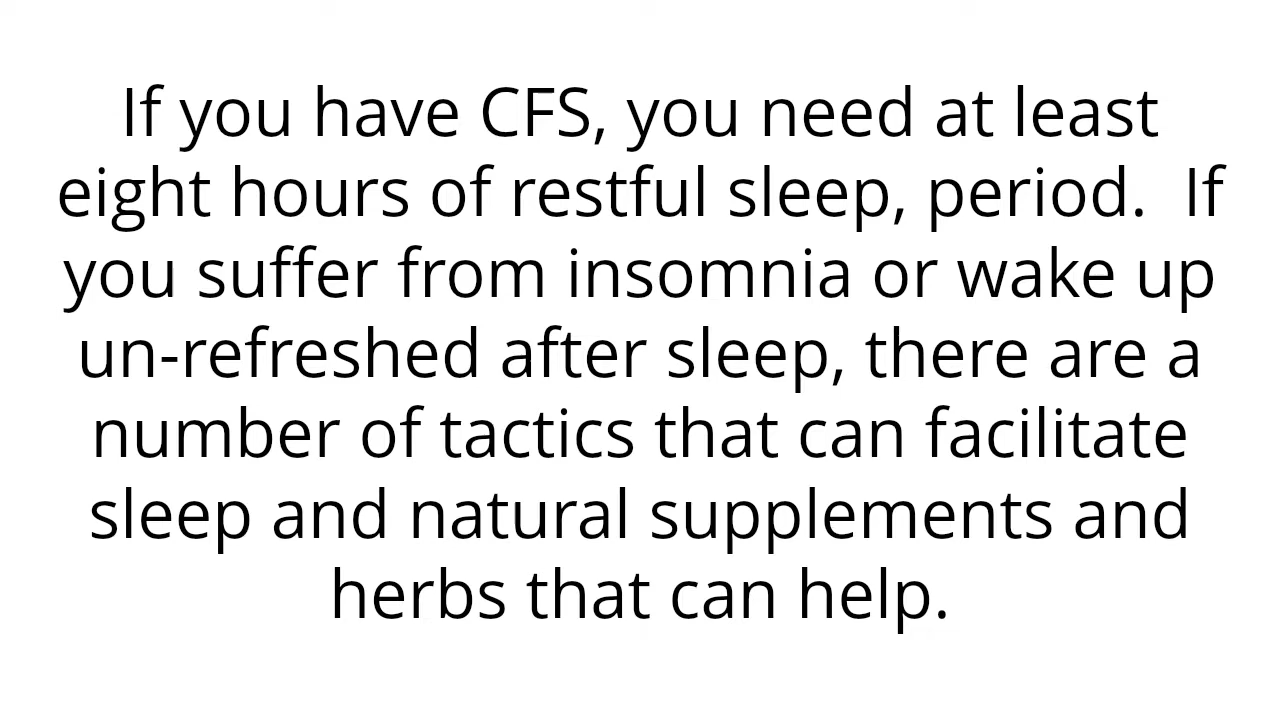 If you have CFS, you need at least
eight hours of restful sleep, period.  If
you suffer from insomnia or wake up
un-refreshed after sleep, there are a
number of tactics that can facilitate
sleep and natural supplements and
herbs that can help.